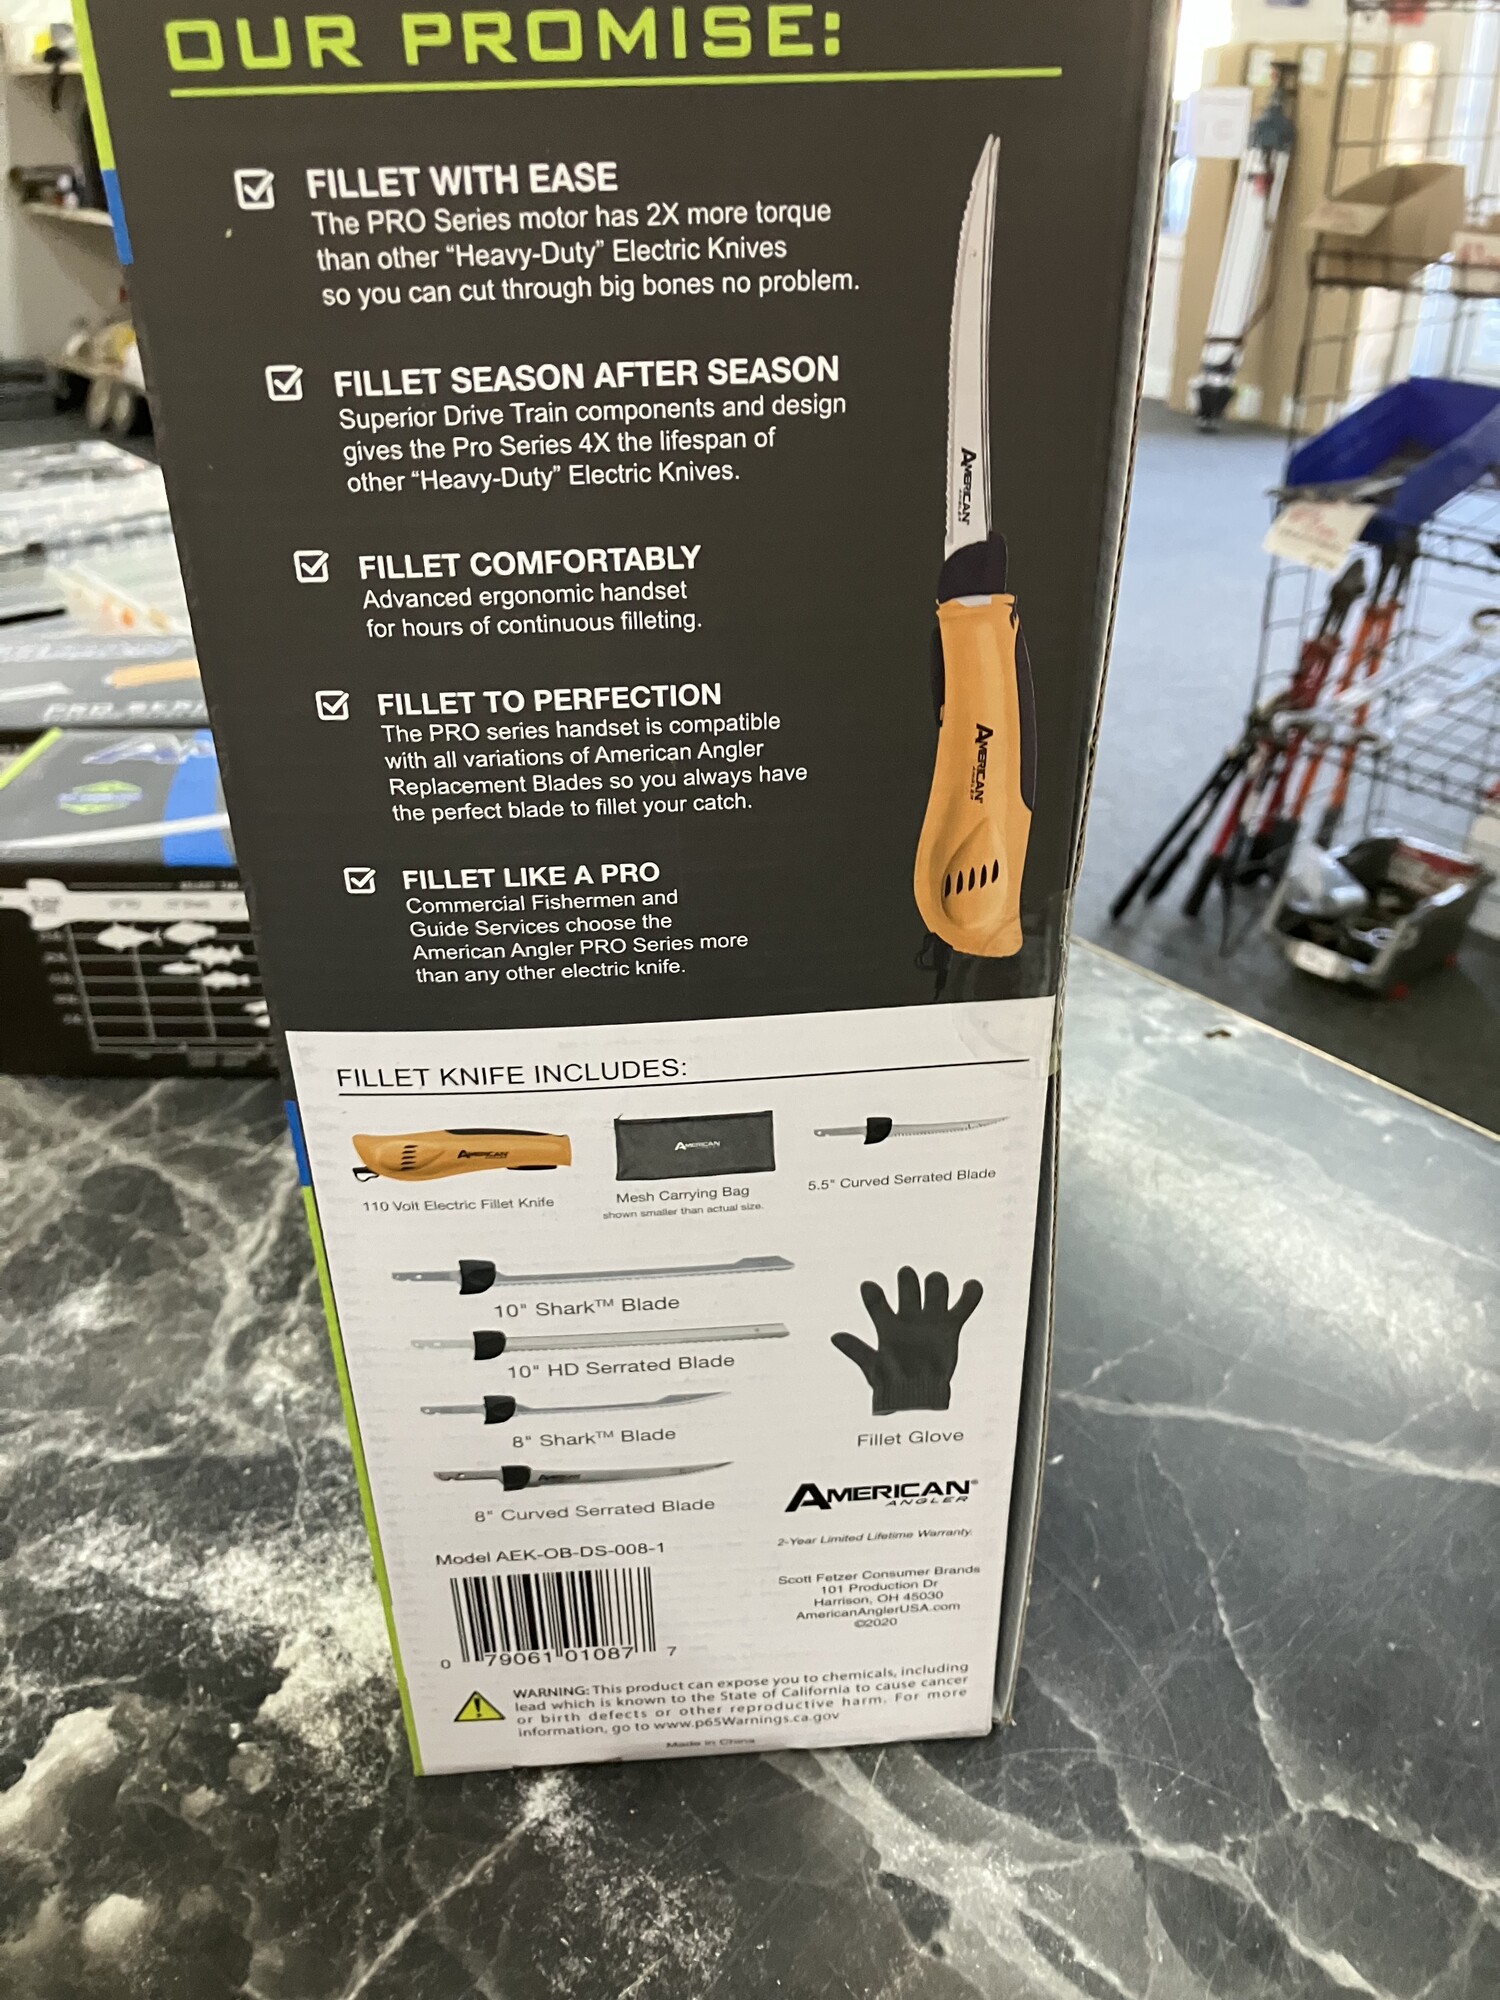 OUR PROMISE:
FILLET WITH EASE
The PRO Series motor has 2X more torque
than other “Heavy-Duty” Electric Knives
so you can cut through big bones no problem.
FILLET SEASON AFTER SEASON
Superior Drive Train components and design
gives the Pro Series 4X the lifespan of
other “Heavy-Duty” Electric Knives.
FILLET COMFORTABLY
Advanced ergonomic handset
for hours of continuous filleting.
FILLET TO PERFECTION
The PRO series handset is compatible
with all variations of American Angler
Replacement Blades so you always have
the perfect blade to fillet your catch.
FILLET LIKE A PRO
Commercial Fishermen and
Guide Services choose the
American Angler PRO Series more
than any other electric knife.
AMERICAN
AMERICAN
FILLET KNIFE INCLUDES:
AMERICAN
110 Volt Electric Fillet Knife
AMERICAN
Mesh Carrying Bag
shown smaller than actual size.
5.5" Curved Serrated Blade
10" Shark™ Blade
10" HD Serrated Blade
8" Shark™ Blade
8" Curved Serrated Blade
Fillet Glove
AMERICAN®
ANGLER
2-Year Limited Lifetime Warranty.
Model AEK-OB-DS-008-1
0 79061 01087 7
Scott Fetzer Consumer Brands
101 Production Dr
Harrison, OH 45030
AmericanAnglerUSA.com
©2020
WARNING: This product can expose you to chemicals, including
lead which is known to the State of California to cause cancer
or birth defects or other reproductive harm. For more
information, go to www.p65Warnings.ca.gov
Made in China